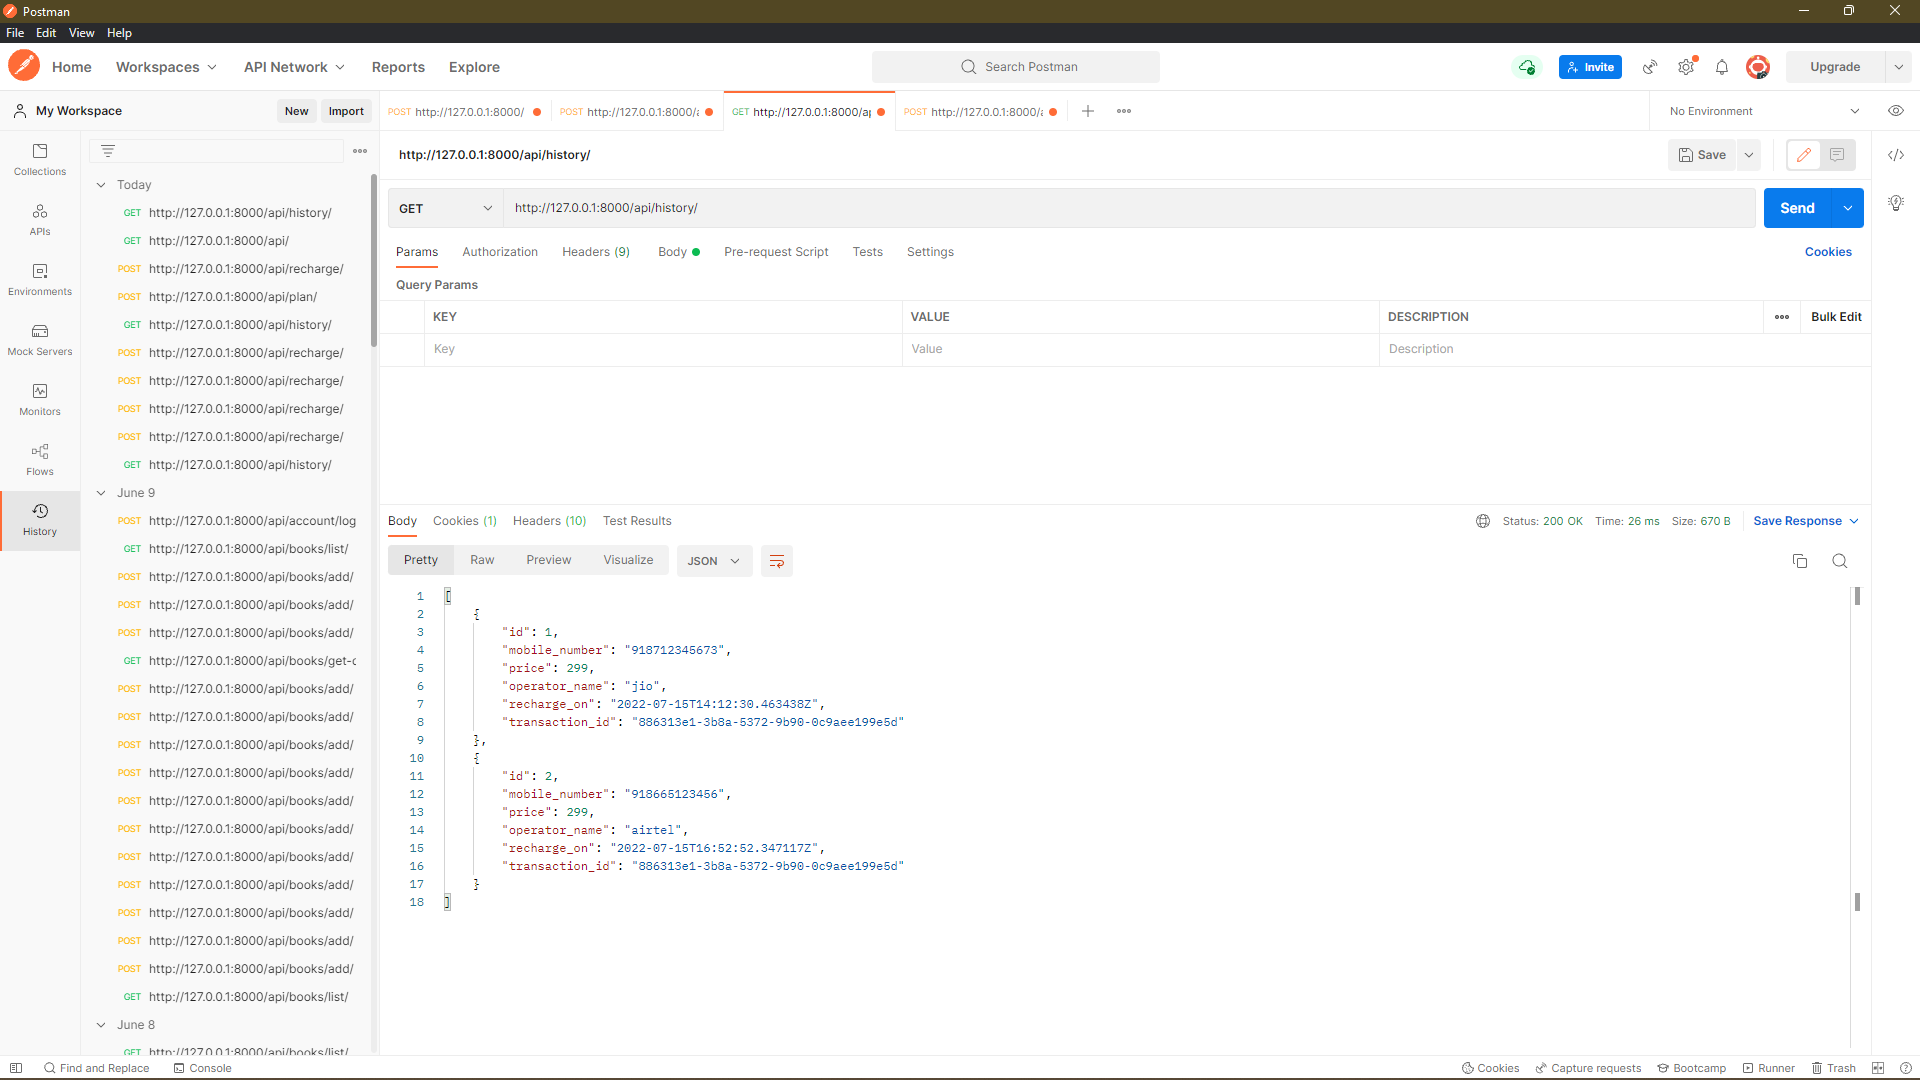 Postman
File Edit View Help
Home Workspaces API Network Reports Explore
Search Postman
Invite
Upgrade
My Workspace
New
Import
POST http://127.0.0.1:8000/
POST http://127.0.0.1:8000/a
GET http://127.0.0.1:8000/ap
POST http://127.0.0.1:8000/a
No Environment
Collections
APIs
Environments
Mock Servers
Monitors
Flows
History
Today
GET http://127.0.0.1:8000/api/history/
GET http://127.0.0.1:8000/api/
POST http://127.0.0.1:8000/api/recharge/
POST http://127.0.0.1:8000/api/plan/
GET http://127.0.0.1:8000/api/history/
POST http://127.0.0.1:8000/api/recharge/
POST http://127.0.0.1:8000/api/recharge/
POST http://127.0.0.1:8000/api/recharge/
POST http://127.0.0.1:8000/api/recharge/
GET http://127.0.0.1:8000/api/history/
June 9
POST http://127.0.0.1:8000/api/account/log
GET http://127.0.0.1:8000/api/books/list/
POST http://127.0.0.1:8000/api/books/add/
POST http://127.0.0.1:8000/api/books/add/
POST http://127.0.0.1:8000/api/books/add/
GET http://127.0.0.1:8000/api/books/get-c
POST http://127.0.0.1:8000/api/books/add/
POST http://127.0.0.1:8000/api/books/add/
POST http://127.0.0.1:8000/api/books/add/
POST http://127.0.0.1:8000/api/books/add/
POST http://127.0.0.1:8000/api/books/add/
POST http://127.0.0.1:8000/api/books/add/
POST http://127.0.0.1:8000/api/books/add/
POST http://127.0.0.1:8000/api/books/add/
POST http://127.0.0.1:8000/api/books/add/
POST http://127.0.0.1:8000/api/books/add/
POST http://127.0.0.1:8000/api/books/add/
GET http://127.0.0.1:8000/api/books/list/
June 8
GET http://127.0.0.1:8000/api/books/list/
http://127.0.0.1:8000/api/history/
Save
GET http://127.0.0.1:8000/api/history/
Send
Params Authorization Headers (9) Body Pre-request Script Tests Settings
Cookies
Query Params
KEY VALUE DESCRIPTION
Bulk Edit
Key Value Description
Body Cookies (1) Headers (10) Test Results
Status: 200 OK Time: 26 ms Size: 670 B
Save Response
Pretty Raw Preview Visualize JSON
1 [
2 {
3 "id": 1,
4 "mobile_number": "918712345673",
5 "price": 299,
6 "operator_name": "jio",
7 "recharge_on": "2022-07-15T14:12:30.463438Z",
8 "transaction_id": "886313e1-3b8a-5372-9b90-0c9aee199e5d"
9 },
10 {
11 "id": 2,
12 "mobile_number": "918665123456",
13 "price": 299,
14 "operator_name": "airtel",
15 "recharge_on": "2022-07-15T16:52:52.347117Z",
16 "transaction_id": "886313e1-3b8a-5372-9b90-0c9aee199e5d"
17 }
18 ]
Find and Replace Console
Cookies Capture requests Bootcamp Runner Trash